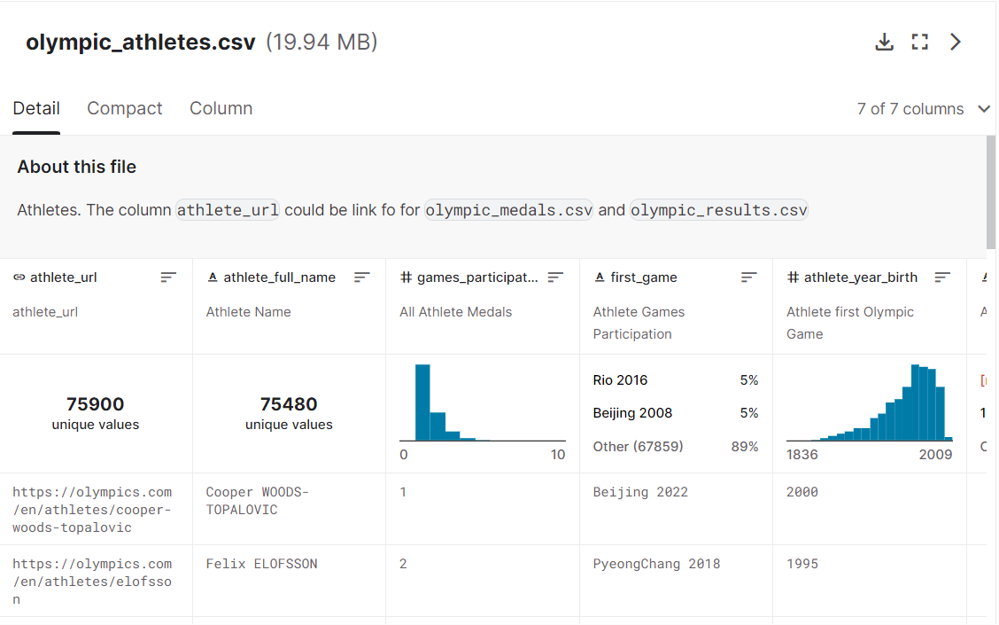 olympic_athletes.csv (19.94 MB)
Detail Compact Column 7 of 7 columns
About this file
Athletes. The column athlete_url could be link fo for olympic_medals.csv and olympic_results.csv
athlete_url
athlete_full_name
games_participat...
first_game
athlete_year_birth
athlete_url
Athlete Name
All Athlete Medals
Athlete Games
Participation
Athlete first Olympic
Game
A
75900
unique values
75480
unique values
0 10
Rio 2016 5%
Beijing 2008 5%
Other (67859) 89%
1836 2009
https://olympics.com
/en/athletes/cooper-
woods-topalovic
Cooper WOODS-
TOPALOVIC
1
Beijing 2022
2000
https://olympics.com
/en/athletes/elofsso
n
Felix ELOFSSON
2
PyeongChang 2018
1995